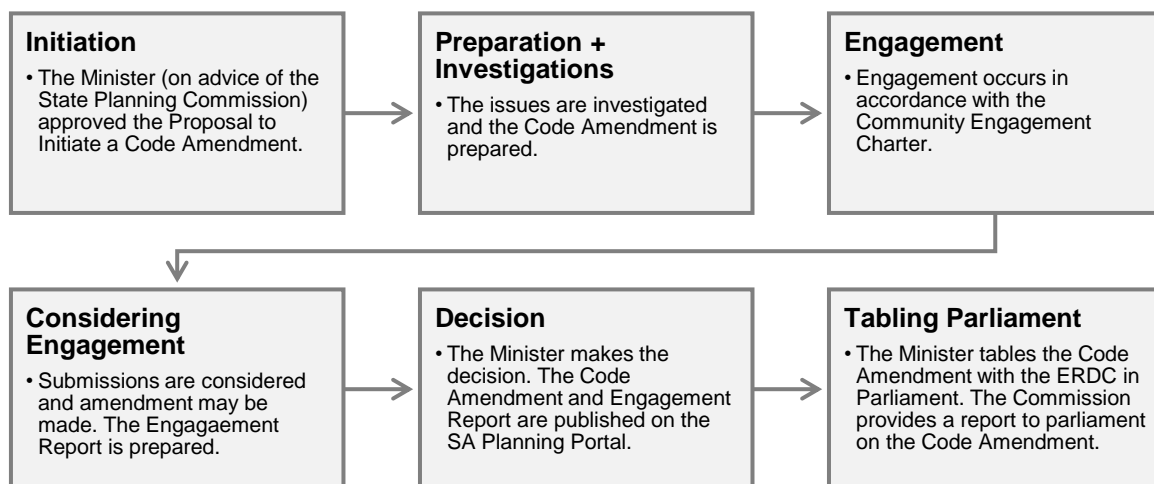 Initiation
• The Minister (on advice of the
State Planning Commission)
approved the Proposal to
Initiate a Code Amendment.
Preparation +
Investigations
• The issues are investigated
and the Code Amendment is
prepared.
Engagement
• Engagement occurs in
accordance with the
Community Engagement
Charter.
Considering
Engagement
• Submissions are considered
and amendment may be
made. The Engagaement
Report is prepared.
Decision
• The Minister makes the
decision. The Code
Amendment and Engagement
Report are published on the
SA Planning Portal.
Tabling Parliament
• The Minister tables the Code
Amendment with the ERDC in
Parliament. The Commission
provides a report to parliament
on the Code Amendment.